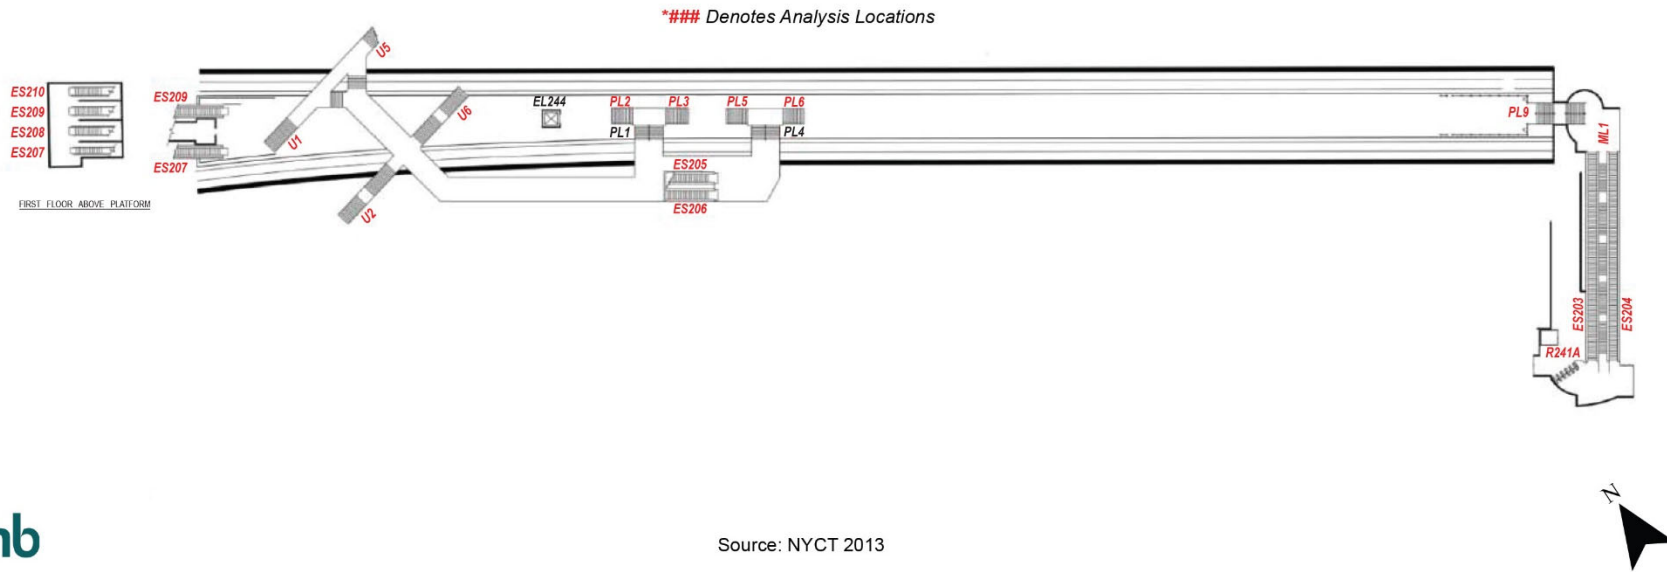 *### Denotes Analysis Locations
U5
ES210
ES209
ES209
ES208
ES207
ES207
U6
EL244
PL2
PL3
PL5
PL6
PL9
PL1
PL4
U1
ML1
ES205
ES206
U2
FIRST FLOOR ABOVE PLATFORM
ES203
ES204
R241A
N
Source: NYCT 2013